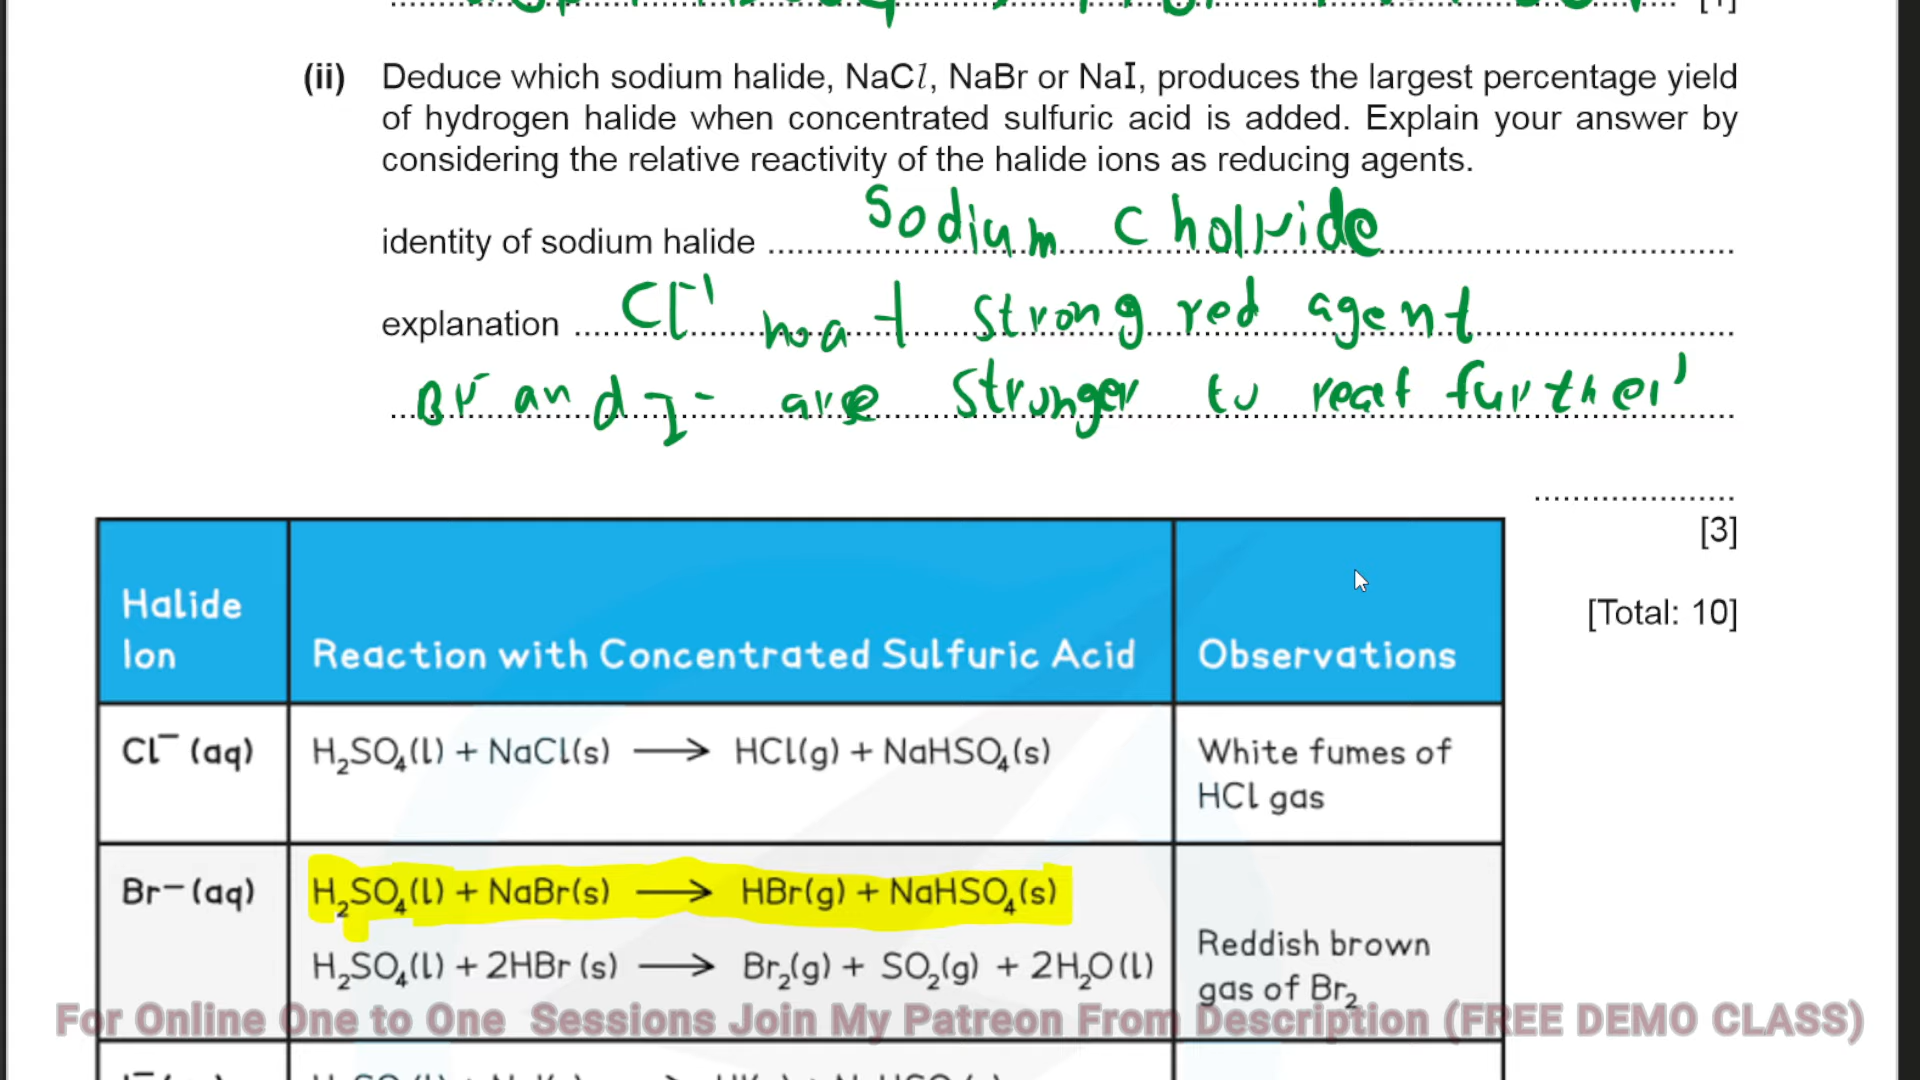 [1]
(ii) Deduce which sodium halide, NaCl, NaBr or NaI, produces the largest percentage yield
of hydrogen halide when concentrated sulfuric acid is added. Explain your answer by
considering the relative reactivity of the halide ions as reducing agents.
identity of sodium halide Sodium Cholride
explanation Cl⁻¹ noat strong red agent
Br⁻ and I⁻ are stronger to reat further
[3]
[Total: 10]
Halide
Ion
Reaction with Concentrated Sulfuric Acid
Observations
Cl⁻ (aq)
H₂SO₄(l) + NaCl(s) ⟶ HCl(g) + NaHSO₄(s)
White fumes of
HCl gas
Br⁻(aq)
H₂SO₄(l) + NaBr(s) ⟶ HBr(g) + NaHSO₄(s)
H₂SO₄(l) + 2HBr (s) ⟶ Br₂(g) + SO₂(g) + 2H₂O(l)
Reddish brown
gas of Br₂
For Online One to One Sessions Join My Patreon From Description (FREE DEMO CLASS)